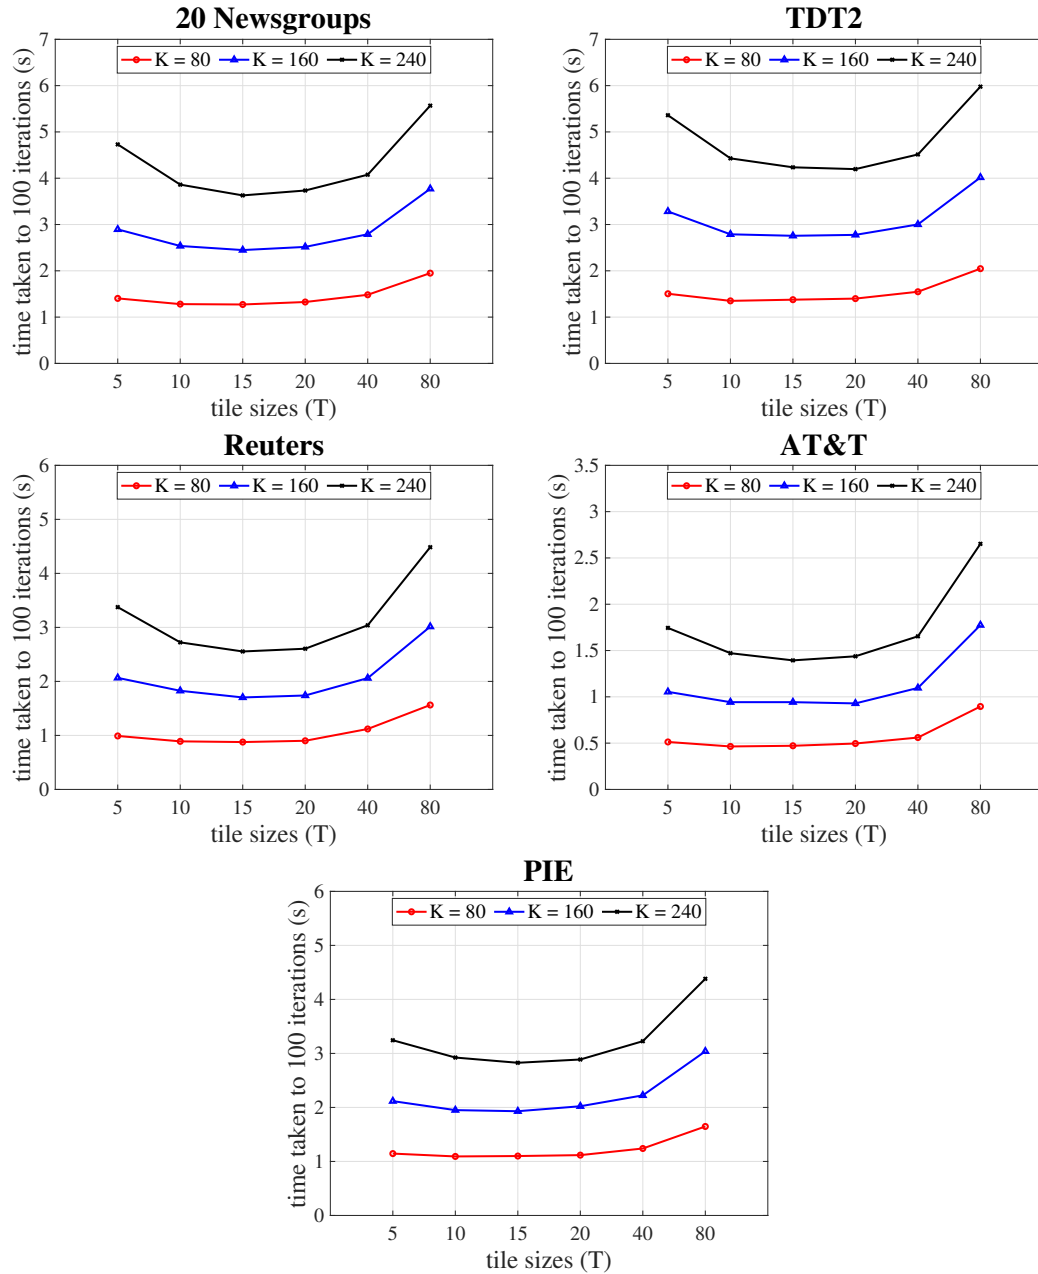 20 Newsgroups
K = 80 K = 160 K = 240
time taken to 100 iterations (s)
7
6
5
4
3
2
1
0
5 10 15 20 40 80
tile sizes (T)
TDT2
K = 80 K = 160 K = 240
time taken to 100 iterations (s)
7
6
5
4
3
2
1
0
5 10 15 20 40 80
tile sizes (T)
Reuters
K = 80 K = 160 K = 240
time taken to 100 iterations (s)
6
5
4
3
2
1
0
5 10 15 20 40 80
tile sizes (T)
AT&T
K = 80 K = 160 K = 240
time taken to 100 iterations (s)
3.5
3
2.5
2
1.5
1
0.5
0
5 10 15 20 40 80
tile sizes (T)
PIE
K = 80 K = 160 K = 240
time taken to 100 iterations (s)
6
5
4
3
2
1
0
5 10 15 20 40 80
tile sizes (T)